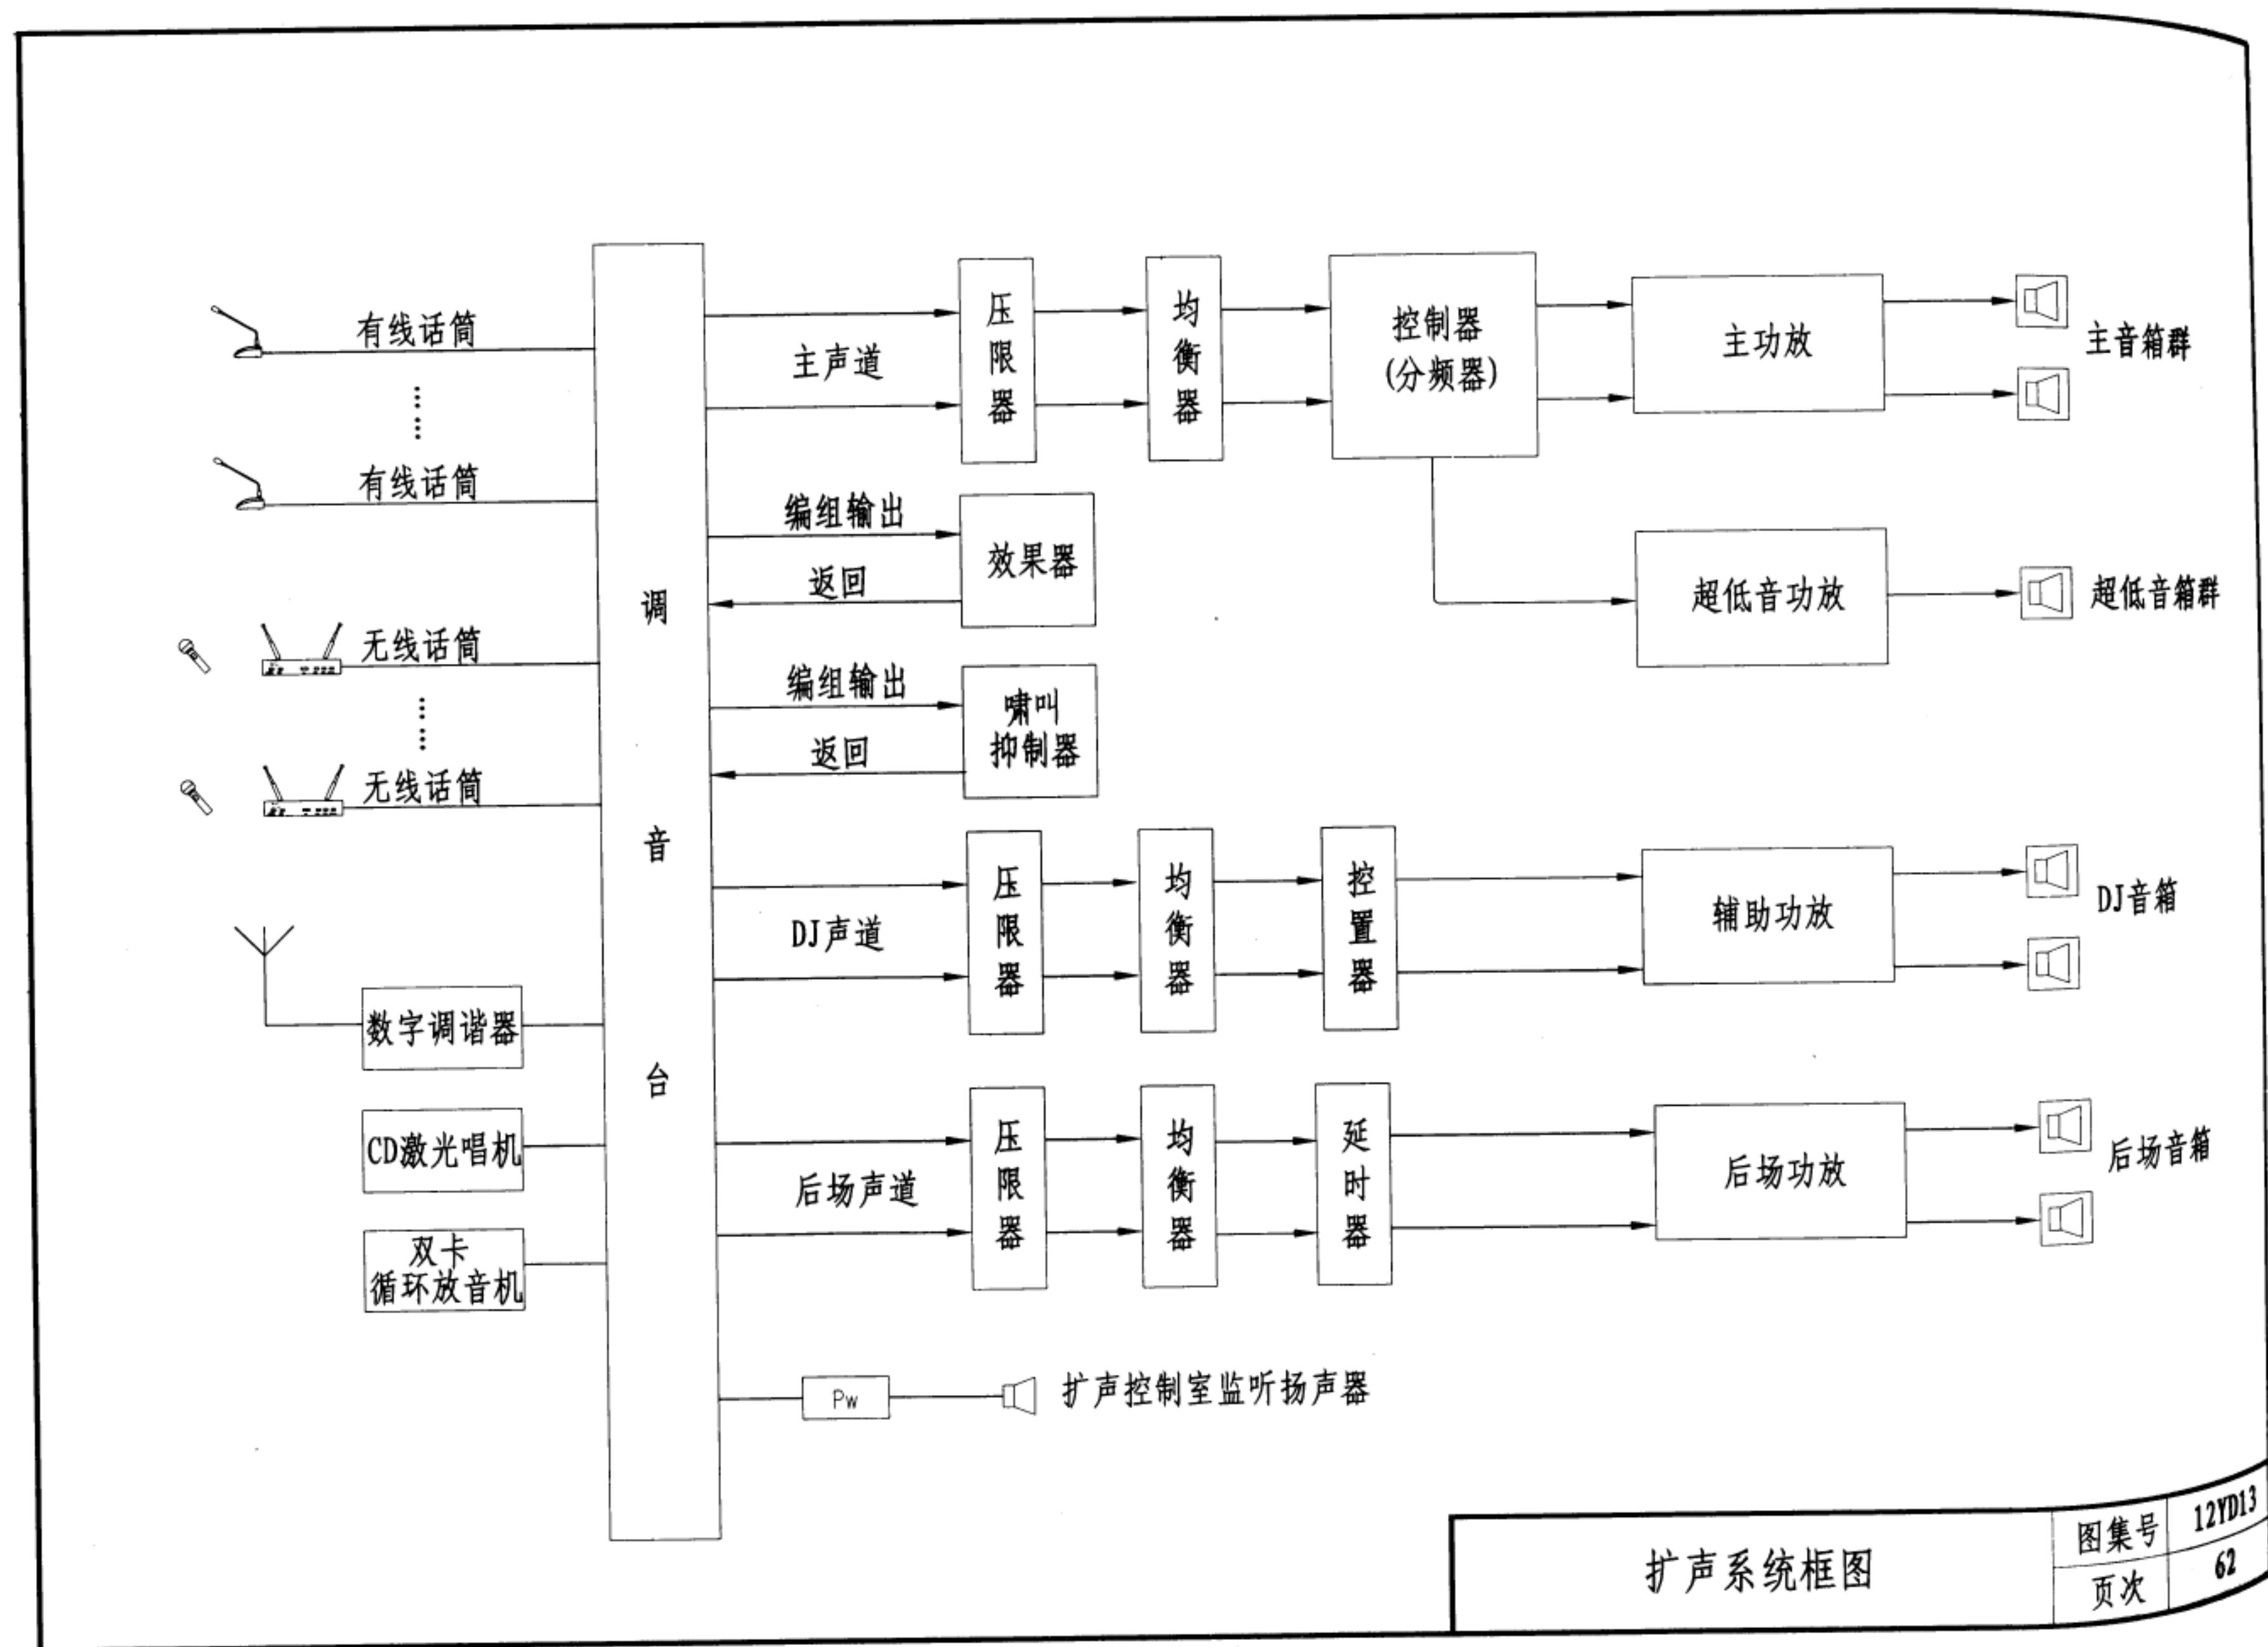 有线话筒
有线话筒
无线话筒
无线话筒
数字调谐器
CD激光唱机
双卡
循环放音机
调音台
主声道
压限器
均衡器
控制器
(分频器)
主功放
主音箱群
编组输出
返回
效果器
超低音功放
超低音箱群
编组输出
返回
啸叫
抑制器
DJ声道
压限器
均衡器
控置器
辅助功放
DJ音箱
后场声道
压限器
均衡器
延时器
后场功放
后场音箱
Pw
扩声控制室监听扬声器
扩声系统框图
图集号
12YD13
页次
62